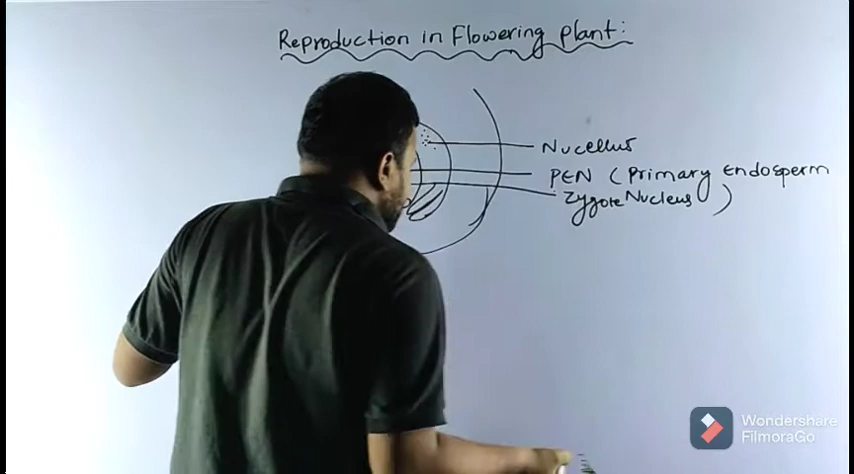 Reproduction in Flowering plant:
Nucellus
PEN (Primary Endosperm
Zygote Nucleus )
Wondershare
FilmoraGo